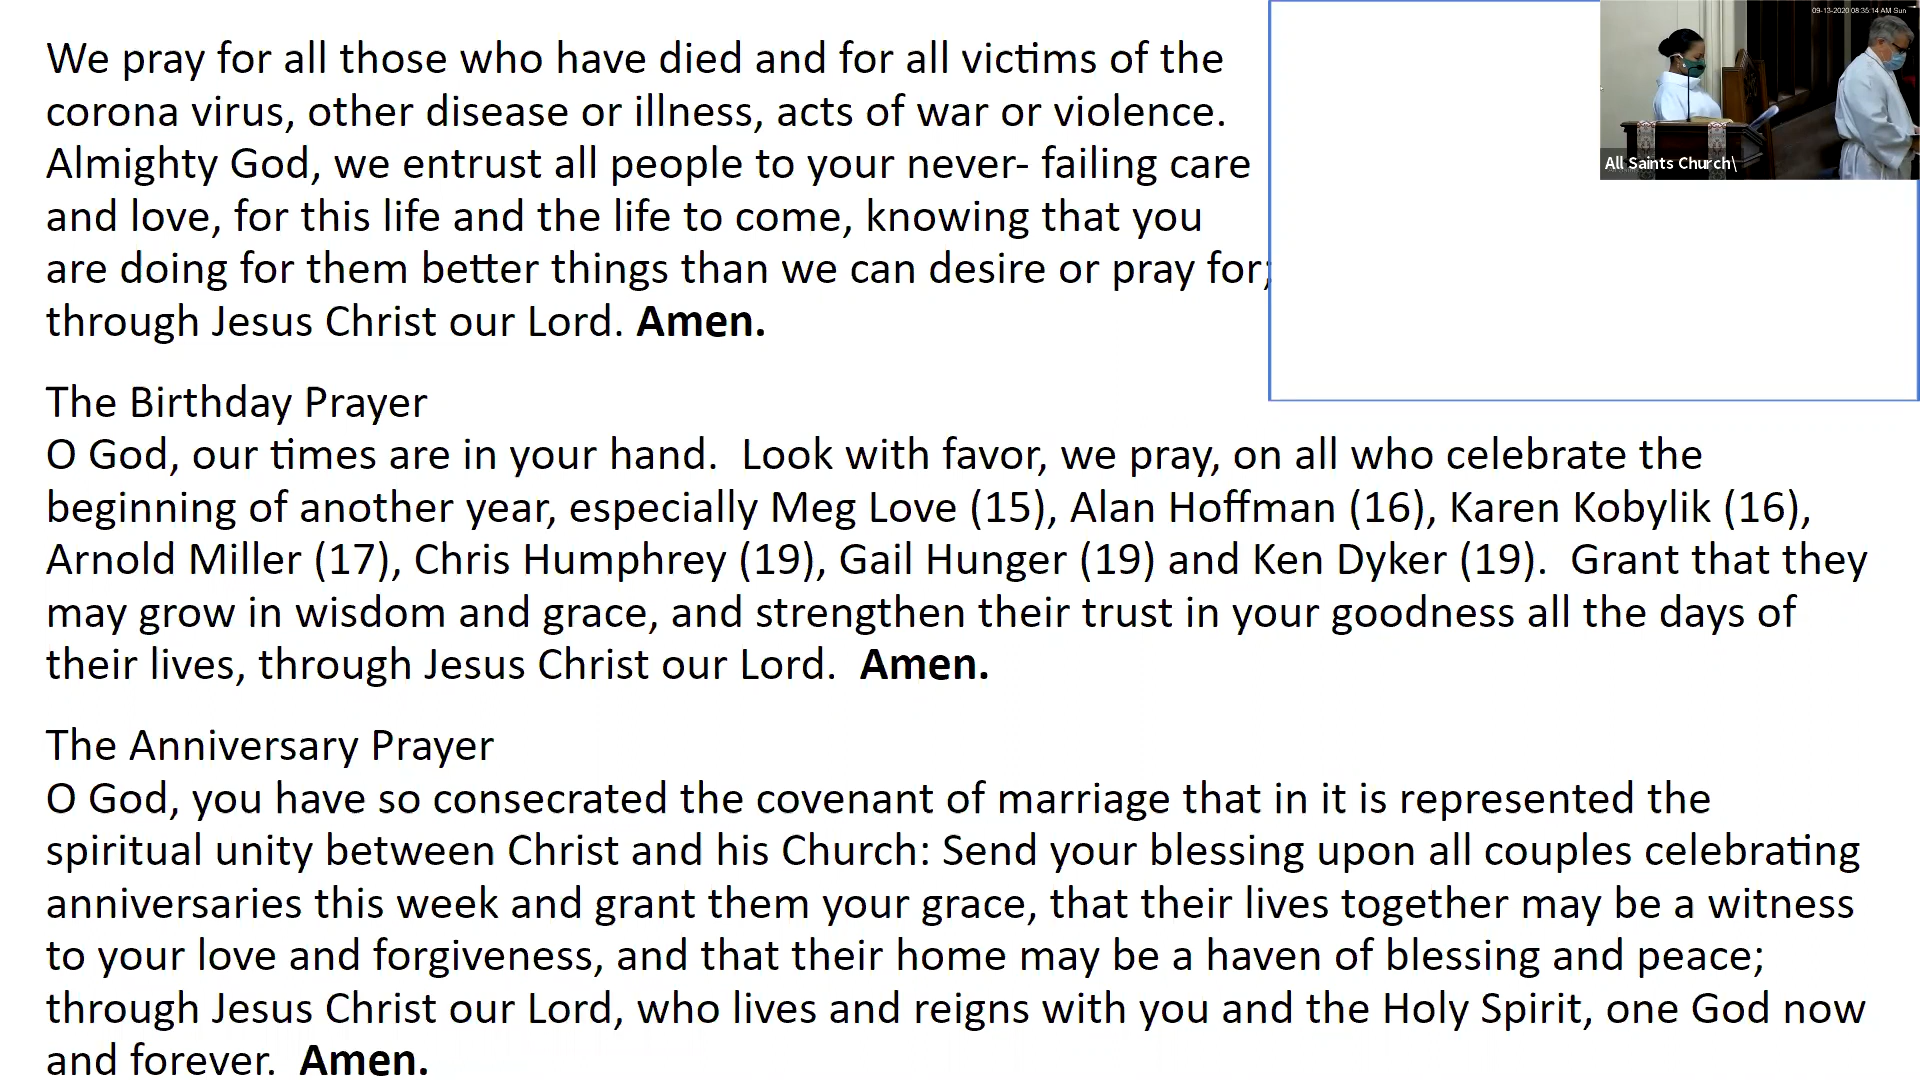 We pray for all those who have died and for all victims of the
corona virus, other disease or illness, acts of war or violence.
Almighty God, we entrust all people to your never- failing care
and love, for this life and the life to come, knowing that you
are doing for them better things than we can desire or pray for;
through Jesus Christ our Lord. Amen.
The Birthday Prayer
O God, our times are in your hand.  Look with favor, we pray, on all who celebrate the
beginning of another year, especially Meg Love (15), Alan Hoffman (16), Karen Kobylik (16),
Arnold Miller (17), Chris Humphrey (19), Gail Hunger (19) and Ken Dyker (19).  Grant that they
may grow in wisdom and grace, and strengthen their trust in your goodness all the days of
their lives, through Jesus Christ our Lord.  Amen.
The Anniversary Prayer
O God, you have so consecrated the covenant of marriage that in it is represented the
spiritual unity between Christ and his Church: Send your blessing upon all couples celebrating
anniversaries this week and grant them your grace, that their lives together may be a witness
to your love and forgiveness, and that their home may be a haven of blessing and peace;
through Jesus Christ our Lord, who lives and reigns with you and the Holy Spirit, one God now
and forever.  Amen.
09-13-2020 08:35:14 AM Sun
All Saints Church\